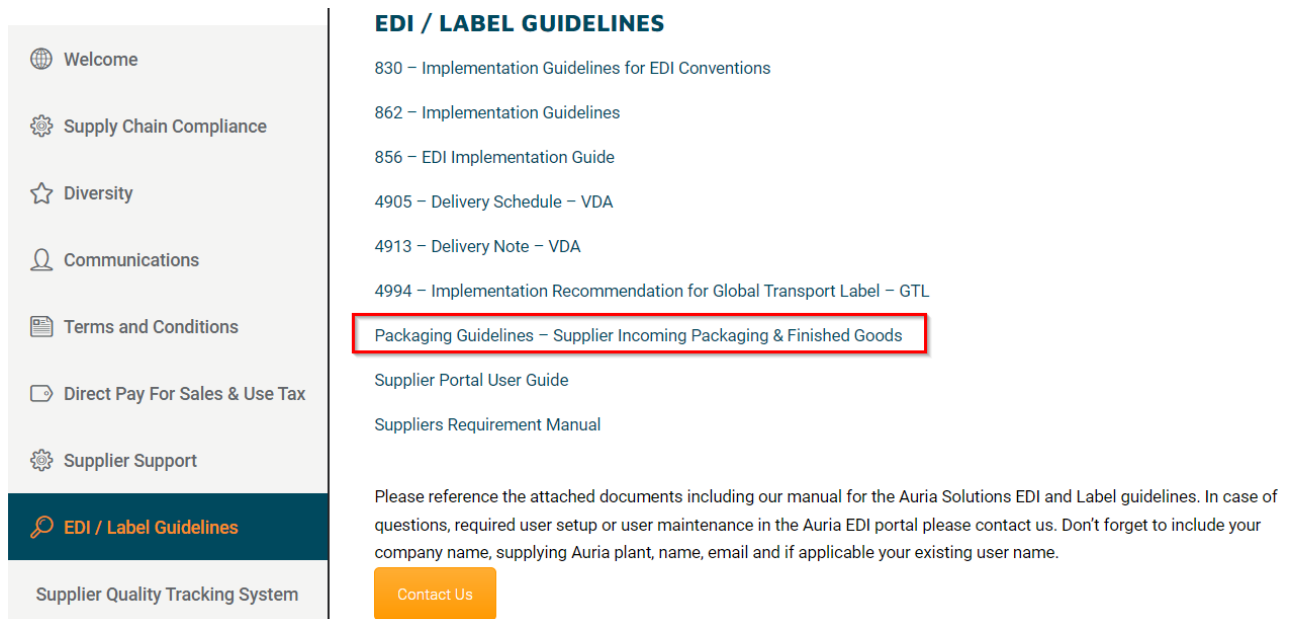 Welcome
Supply Chain Compliance
Diversity
Communications
Terms and Conditions
Direct Pay For Sales & Use Tax
Supplier Support
EDI / Label Guidelines
Supplier Quality Tracking System
EDI / LABEL GUIDELINES
830 – Implementation Guidelines for EDI Conventions
862 – Implementation Guidelines
856 – EDI Implementation Guide
4905 – Delivery Schedule – VDA
4913 – Delivery Note – VDA
4994 – Implementation Recommendation for Global Transport Label – GTL
Packaging Guidelines – Supplier Incoming Packaging & Finished Goods
Supplier Portal User Guide
Suppliers Requirement Manual
Please reference the attached documents including our manual for the Auria Solutions EDI and Label guidelines. In case of
questions, required user setup or user maintenance in the Auria EDI portal please contact us. Don’t forget to include your
company name, supplying Auria plant, name, email and if applicable your existing user name.
Contact Us